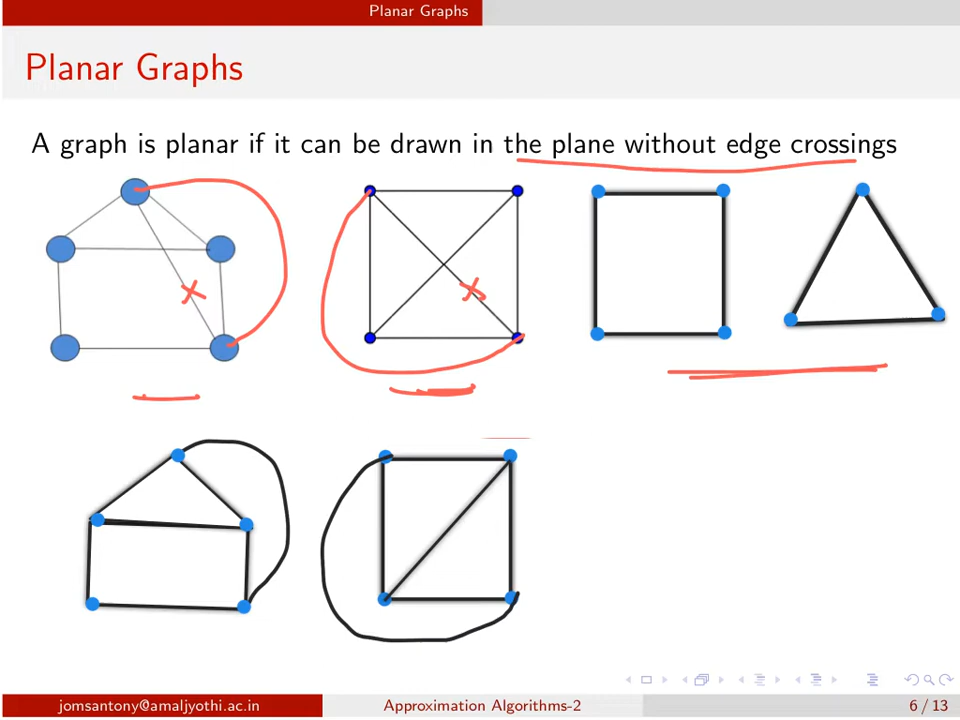 Planar Graphs
Planar Graphs
A graph is planar if it can be drawn in the plane without edge crossings
jomsantony@amaljyothi.ac.in
Approximation Algorithms-2
6 / 13